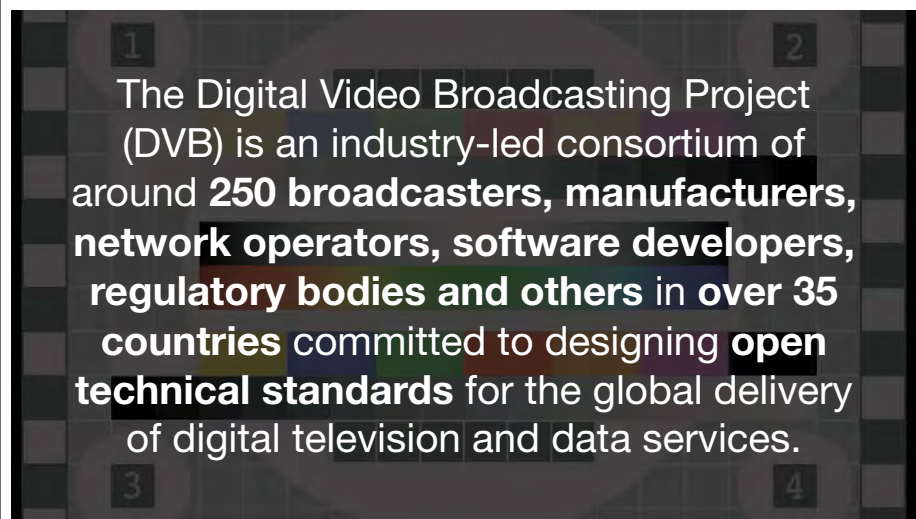 1
2
The Digital Video Broadcasting Project
(DVB) is an industry-led consortium of
around 250 broadcasters, manufacturers,
network operators, software developers,
regulatory bodies and others in over 35
countries committed to designing open
technical standards for the global delivery
of digital television and data services.
3
4